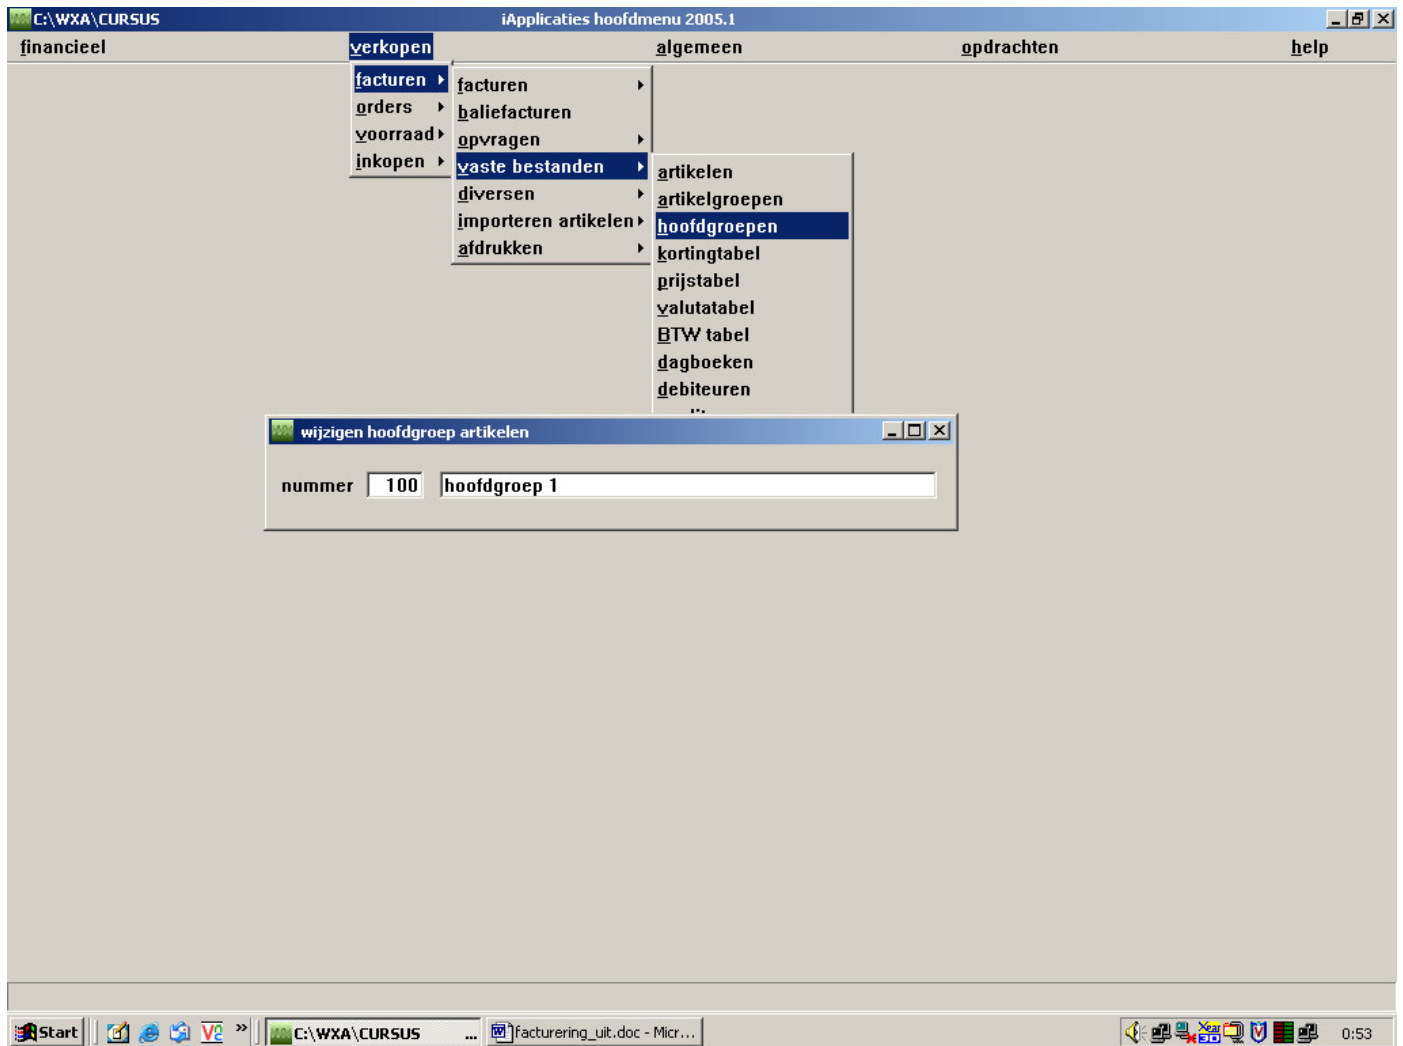 C:\WXA\CURSUS iApplicaties hoofdmenu 2005.1
financieel verkopen algemeen opdrachten help
facturen
orders
voorraad
inkopen
facturen
baliefacturen
opvragen
vaste bestanden
diversen
importeren artikelen
afdrukken
artikelen
artikelgroepen
hoofdgroepen
kortingtabel
prijstabel
valutatabel
BTW tabel
dagboeken
debiteuren
wijzigen hoofdgroep artikelen
nummer 100 hoofdgroep 1
Start » C:\WXA\CURSUS ... facturering_uit.doc - Micr... 0:53